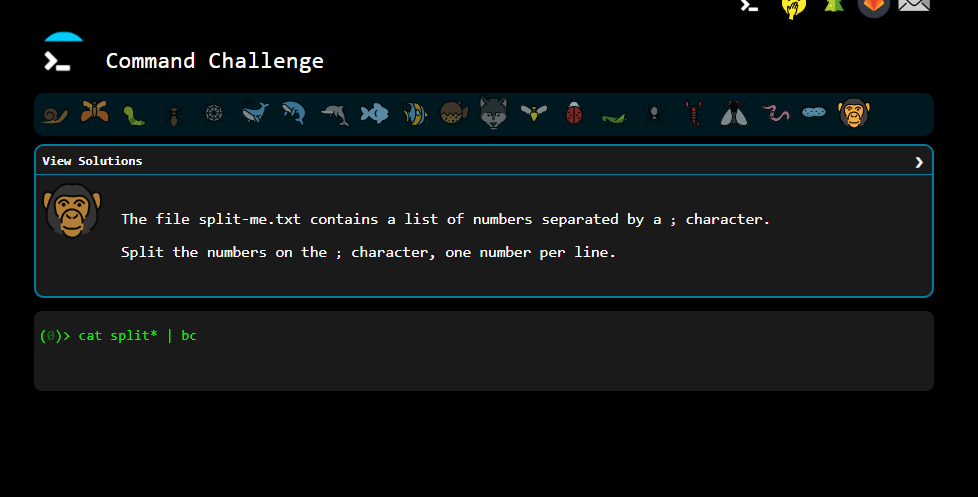 Command Challenge
View Solutions
The file split-me.txt contains a list of numbers separated by a ; character.
Split the numbers on the ; character, one number per line.
(0)> cat split* | bc